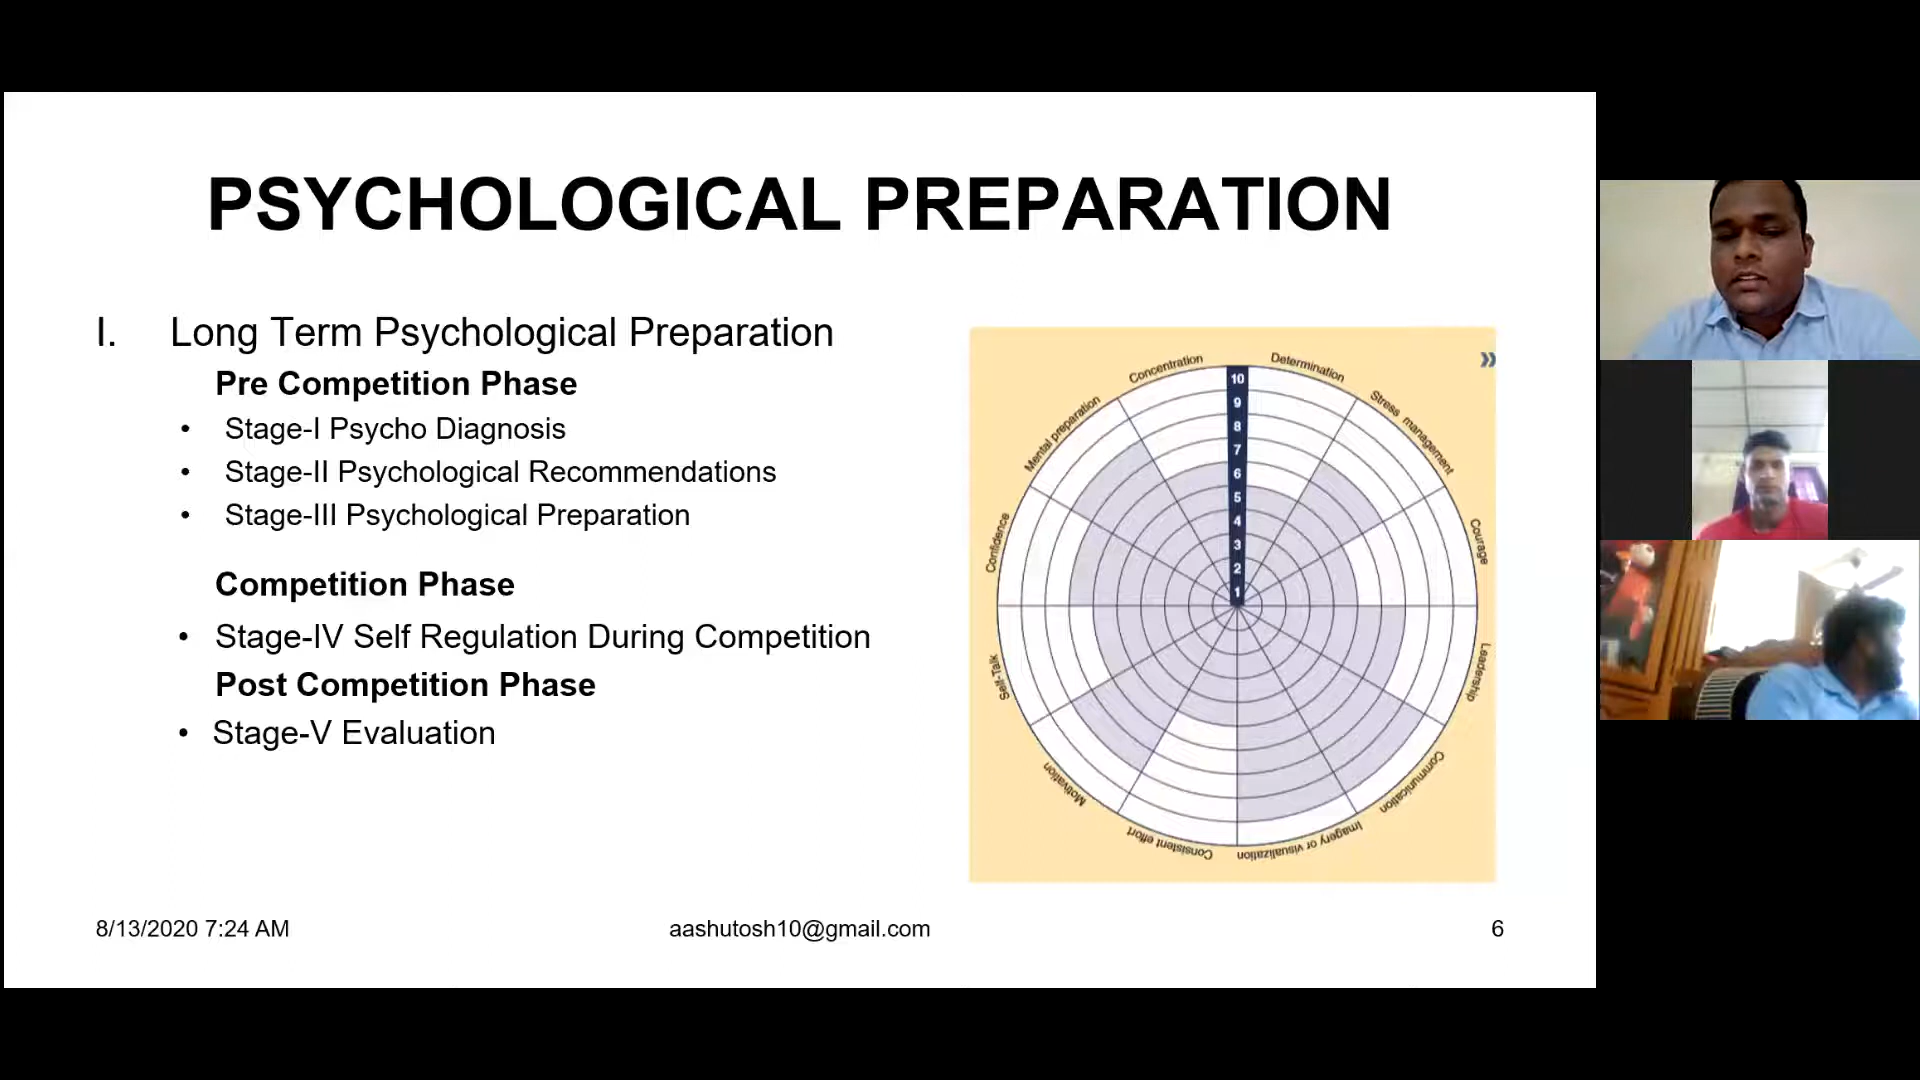 PSYCHOLOGICAL PREPARATION
I. Long Term Psychological Preparation
Pre Competition Phase
• Stage-I Psycho Diagnosis
• Stage-II Psychological Recommendations
• Stage-III Psychological Preparation
Competition Phase
• Stage-IV Self Regulation During Competition
Post Competition Phase
• Stage-V Evaluation
Concentration
Determination
Stress management
Courage
Leadership
Communication
Imagery or visualization
Consistent effort
Motivation
Self-Talk
Confidence
Mental preparation
10
9
8
7
6
5
4
3
2
1
8/13/2020 7:24 AM
aashutosh10@gmail.com
6